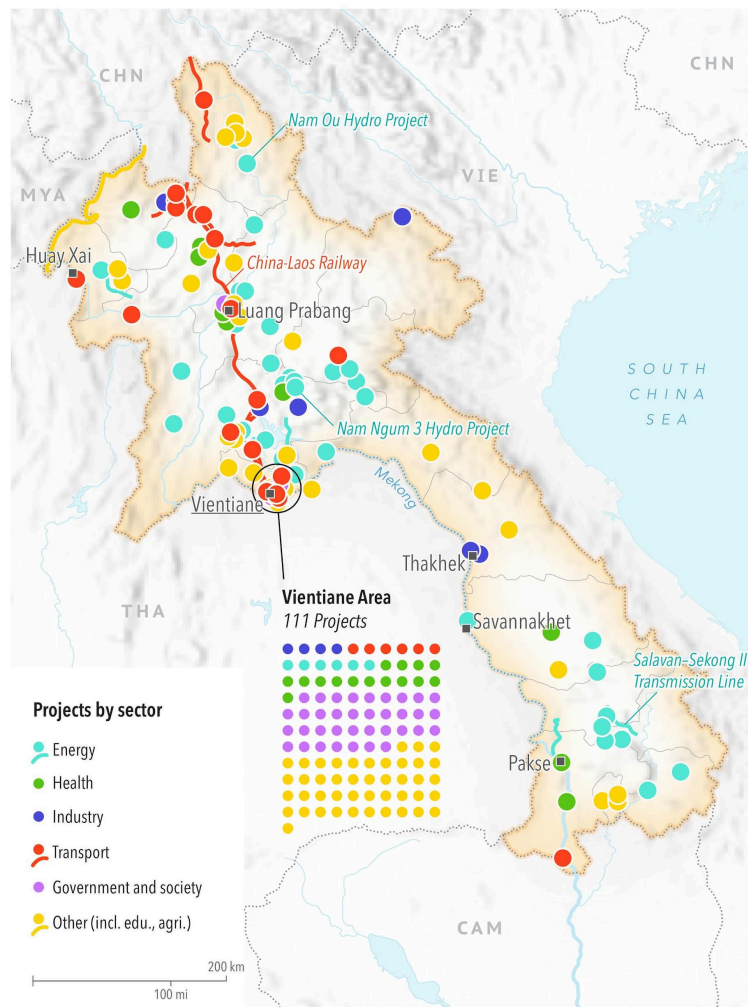 CHN
CHN
Nam Ou Hydro Project
VIE
MYA
Huay Xai
China-Laos Railway
Luang Prabang
SOUTH
CHINA
SEA
Nam Ngum 3 Hydro Project
Mekong
Vientiane
Thakhek
Vientiane Area
111 Projects
THA
Savannakhet
Salavan–Sekong II
Transmission Line
Pakse
Projects by sector
Energy
Health
Industry
Transport
Government and society
Other (incl. edu., agri.)
CAM
200 km
100 mi